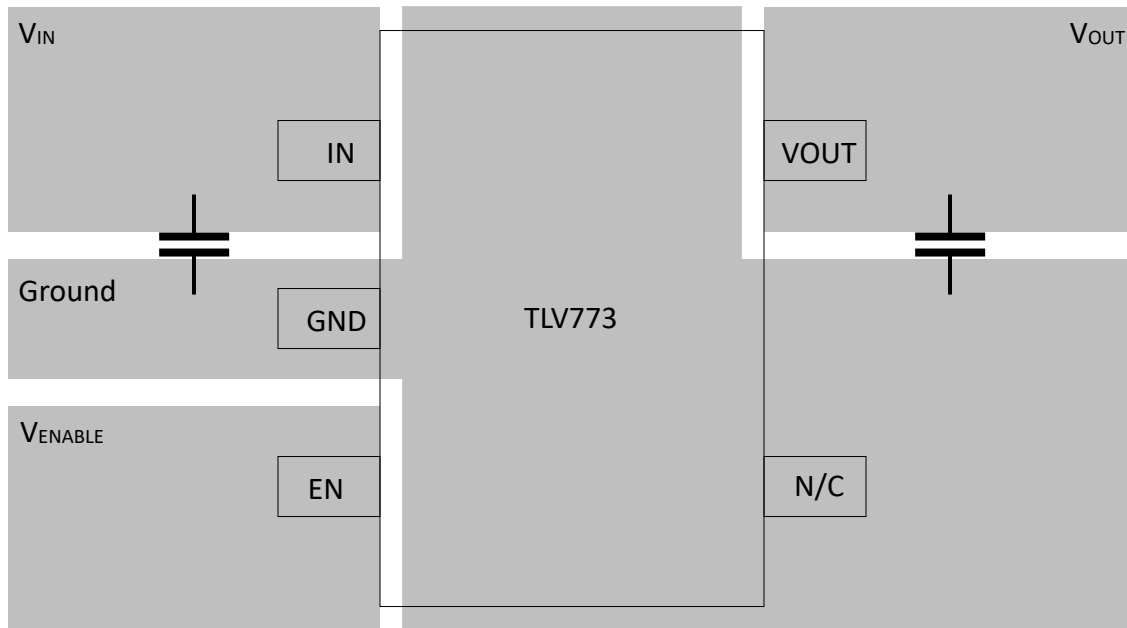 VIN
VOUT
IN
VOUT
Ground
GND
TLV773
VENABLE
EN
N/C